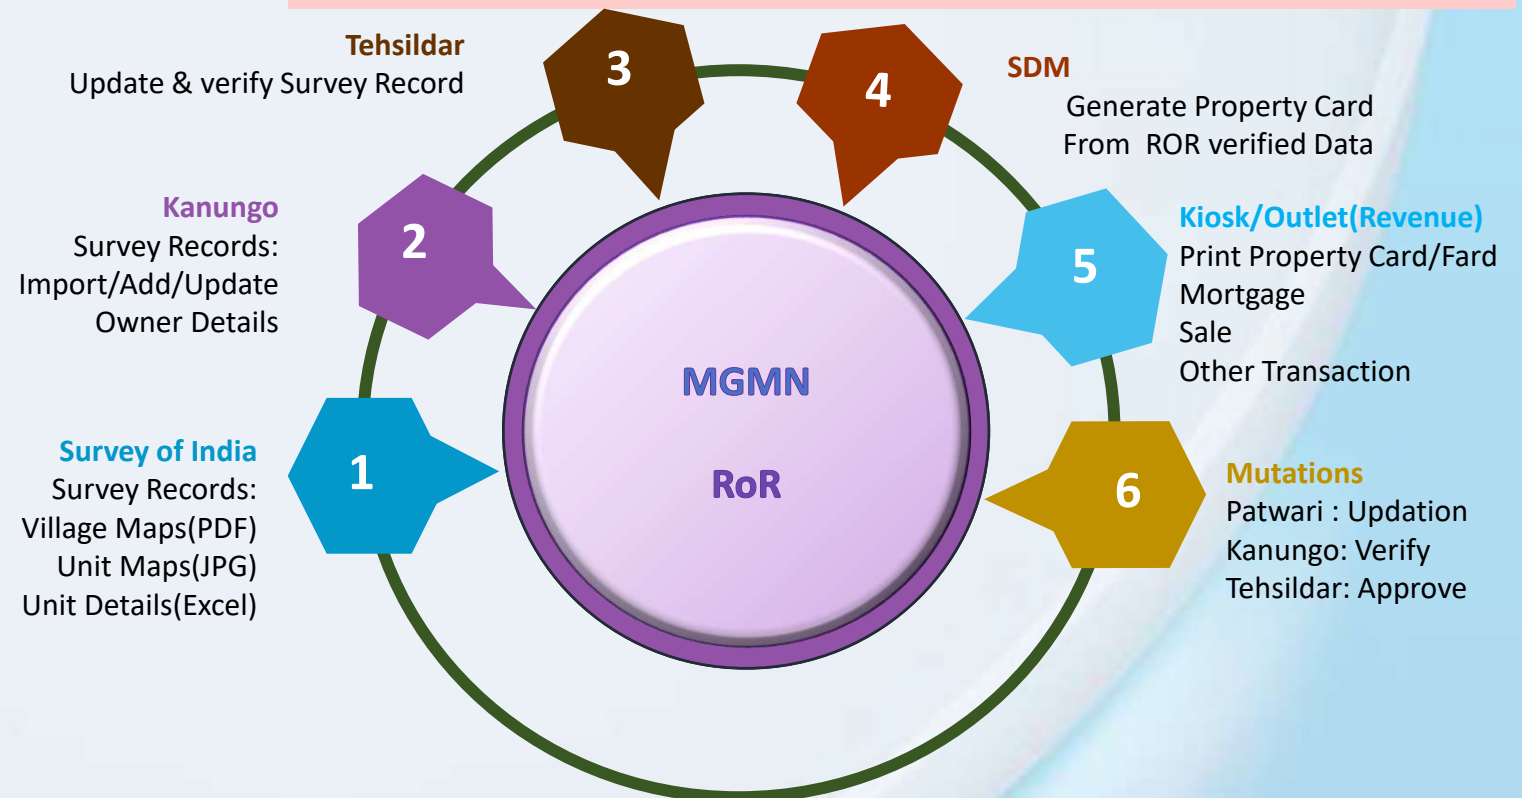 3
Tehsildar
Update & verify Survey Record
4
SDM
Generate Property Card
From ROR verified Data
2
Kanungo
Survey Records:
Import/Add/Update
Owner Details
5
Kiosk/Outlet(Revenue)
Print Property Card/Fard
Mortgage
Sale
Other Transaction
MGMN
RoR
1
Survey of India
Survey Records:
Village Maps(PDF)
Unit Maps(JPG)
Unit Details(Excel)
6
Mutations
Patwari : Updation
Kanungo: Verify
Tehsildar: Approve